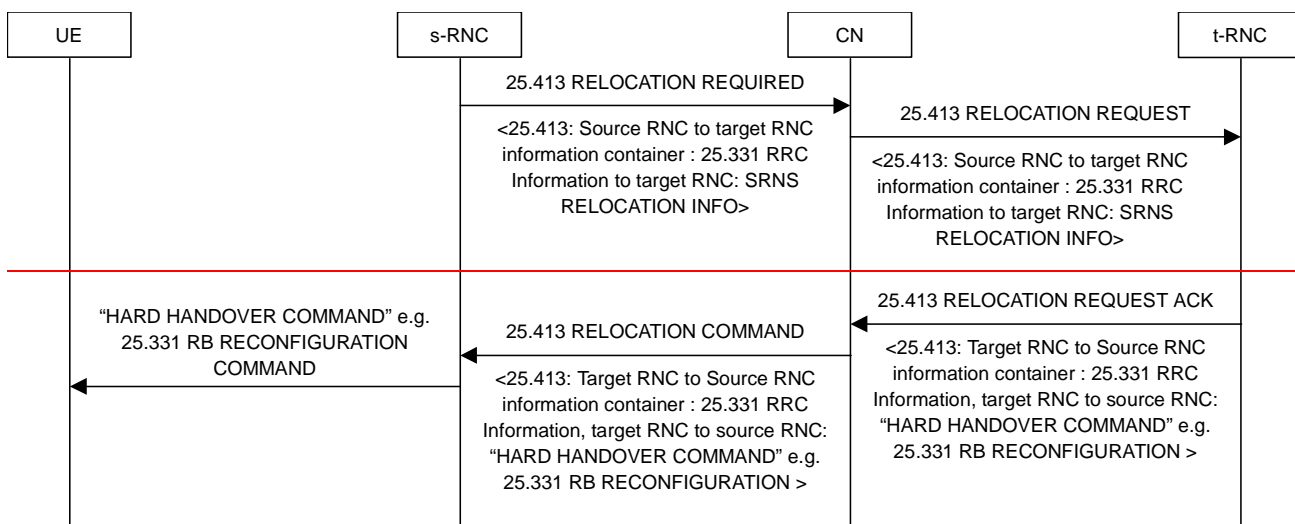 UE
s-RNC
CN
t-RNC
25.413 RELOCATION REQUIRED
<25.413: Source RNC to target RNC
information container : 25.331 RRC
Information to target RNC: SRNS
RELOCATION INFO>
25.413 RELOCATION REQUEST
<25.413: Source RNC to target RNC
information container : 25.331 RRC
Information to target RNC: SRNS
RELOCATION INFO>
25.413 RELOCATION REQUEST ACK
<25.413: Target RNC to Source RNC
information container : 25.331 RRC
Information, target RNC to source RNC:
“HARD HANDOVER COMMAND” e.g.
25.331 RB RECONFIGURATION >
25.413 RELOCATION COMMAND
<25.413: Target RNC to Source RNC
information container : 25.331 RRC
Information, target RNC to source RNC:
“HARD HANDOVER COMMAND” e.g.
25.331 RB RECONFIGURATION >
“HARD HANDOVER COMMAND” e.g.
25.331 RB RECONFIGURATION
COMMAND